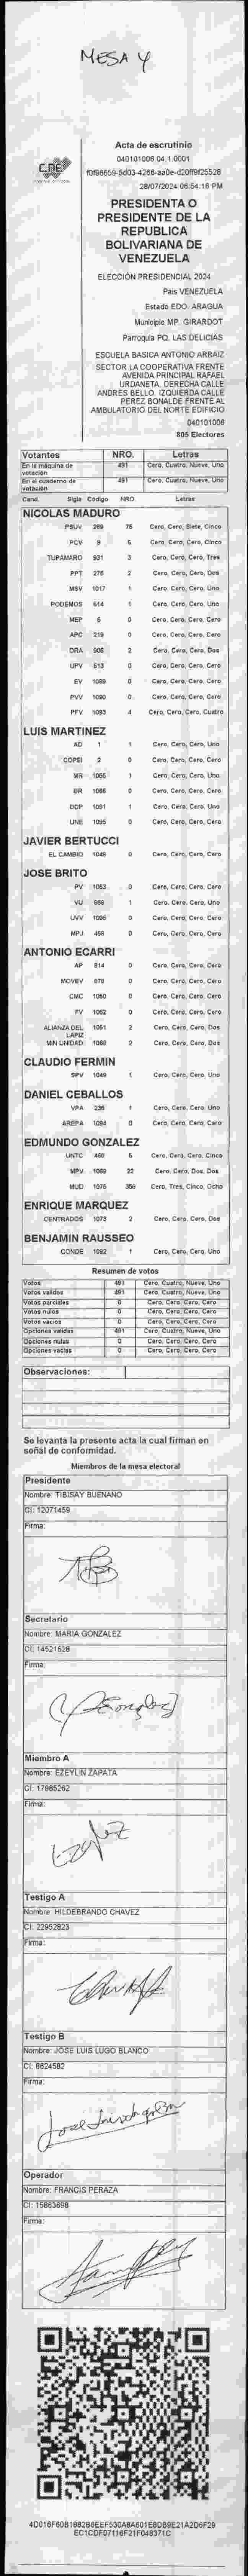 MESA 4
CNE
Acta de escrutinio
040101006.04.1.0001
28/07/2024 06:54:16 PM
PRESIDENTA O
PRESIDENTE DE LA
REPUBLICA
BOLIVARIANA DE
VENEZUELA
ELECCIÓN PRESIDENCIAL 2024
País VENEZUELA
Estado EDO. ARAGUA
Municipio MP. GIRARDOT
Parroquia PQ. LAS DELICIAS
ESCUELA BASICA ANTONIO ARRAIZ
SECTOR LA COOPERATIVA FRENTE
AVENIDA PRINCIPAL RAFAEL
URDANETA. DERECHA CALLE
ANDRES BELLO. IZQUIERDA CALLE
PEREZ BONALDE FRENTE AL
AMBULATORIO DEL NORTE EDIFICIO
040101006
805 Electores
Votantes NRO. Letras
En la máquina de votación 491 Cero, Cuatro, Nueve, Uno
En el cuaderno de votación 491 Cero, Cuatro, Nueve, Uno
Cand. Sigla Código NRO. Letras
NICOLAS MADURO
PSUV 269 75 Cero, Cero, Siete, Cinco
PCV 9 5 Cero, Cero, Cero, Cinco
TUPAMARO 931 3 Cero, Cero, Cero, Tres
PPT 276 2 Cero, Cero, Cero, Dos
MSV 1017 1 Cero, Cero, Cero, Uno
PODEMOS 614 1 Cero, Cero, Cero, Uno
MEP 6 0 Cero, Cero, Cero, Cero
APC 219 0 Cero, Cero, Cero, Cero
ORA 906 2 Cero, Cero, Cero, Dos
UPV 513 0 Cero, Cero, Cero, Cero
EV 1089 0 Cero, Cero, Cero, Cero
PVV 1090 0 Cero, Cero, Cero, Cero
PFV 1093 4 Cero, Cero, Cero, Cuatro
LUIS MARTINEZ
AD 1 1 Cero, Cero, Cero, Uno
COPEI 2 0 Cero, Cero, Cero, Cero
MR 1065 1 Cero, Cero, Cero, Uno
BR 1066 0 Cero, Cero, Cero, Cero
DDP 1091 1 Cero, Cero, Cero, Uno
UNE 1095 0 Cero, Cero, Cero, Cero
JAVIER BERTUCCI
EL CAMBIO 1048 0 Cero, Cero, Cero, Cero
JOSE BRITO
PV 1053 0 Cero, Cero, Cero, Cero
VU 968 1 Cero, Cero, Cero, Uno
UVV 1096 0 Cero, Cero, Cero, Cero
MPJ 458 0 Cero, Cero, Cero, Cero
ANTONIO ECARRI
AP 814 0 Cero, Cero, Cero, Cero
MOVEV 678 0 Cero, Cero, Cero, Cero
CMC 1050 0 Cero, Cero, Cero, Cero
FV 1052 0 Cero, Cero, Cero, Cero
ALIANZA DEL LAPIZ 1051 2 Cero, Cero, Cero, Dos
MIN UNIDAD 1068 2 Cero, Cero, Cero, Dos
CLAUDIO FERMIN
SPV 1049 1 Cero, Cero, Cero, Uno
DANIEL CEBALLOS
VPA 236 1 Cero, Cero, Cero, Uno
AREPA 1094 0 Cero, Cero, Cero, Cero
EDMUNDO GONZALEZ
UNTC 460 5 Cero, Cero, Cero, Cinco
MPV 1069 22 Cero, Cero, Dos, Dos
MUD 1075 358 Cero, Tres, Cinco, Ocho
ENRIQUE MARQUEZ
CENTRADOS 1073 2 Cero, Cero, Cero, Dos
BENJAMIN RAUSSEO
CONDE 1092 1 Cero, Cero, Cero, Uno
Resumen de votos
Votos 491 Cero, Cuatro, Nueve, Uno
Votos validos 491 Cero, Cuatro, Nueve, Uno
Votos parciales 0 Cero, Cero, Cero, Cero
Votos nulos 0 Cero, Cero, Cero, Cero
Votos vacios 0 Cero, Cero, Cero, Cero
Opciones validas 491 Cero, Cuatro, Nueve, Uno
Opciones nulas 0 Cero, Cero, Cero, Cero
Opciones vacias 0 Cero, Cero, Cero, Cero
Observaciones:
Se levanta la presente acta la cual firman en
señal de conformidad.
Miembros de la mesa electoral
Presidente
Nombre: TIBISAY BUENANO
CI: 12071459
Firma:
Secretario
Nombre: MARIA GONZALEZ
CI: 14521628
Firma:
Miembro A
Nombre: EZEYLIN ZAPATA
CI: 17985262
Firma:
Testigo A
Nombre: HILDEBRANDO CHAVEZ
CI: 22952823
Firma:
Testigo B
Nombre: JOSE LUIS LUGO BLANCO
CI: 8624582
Firma:
Operador
Nombre: FRANCIS PERAZA
CI: 15863698
Firma: